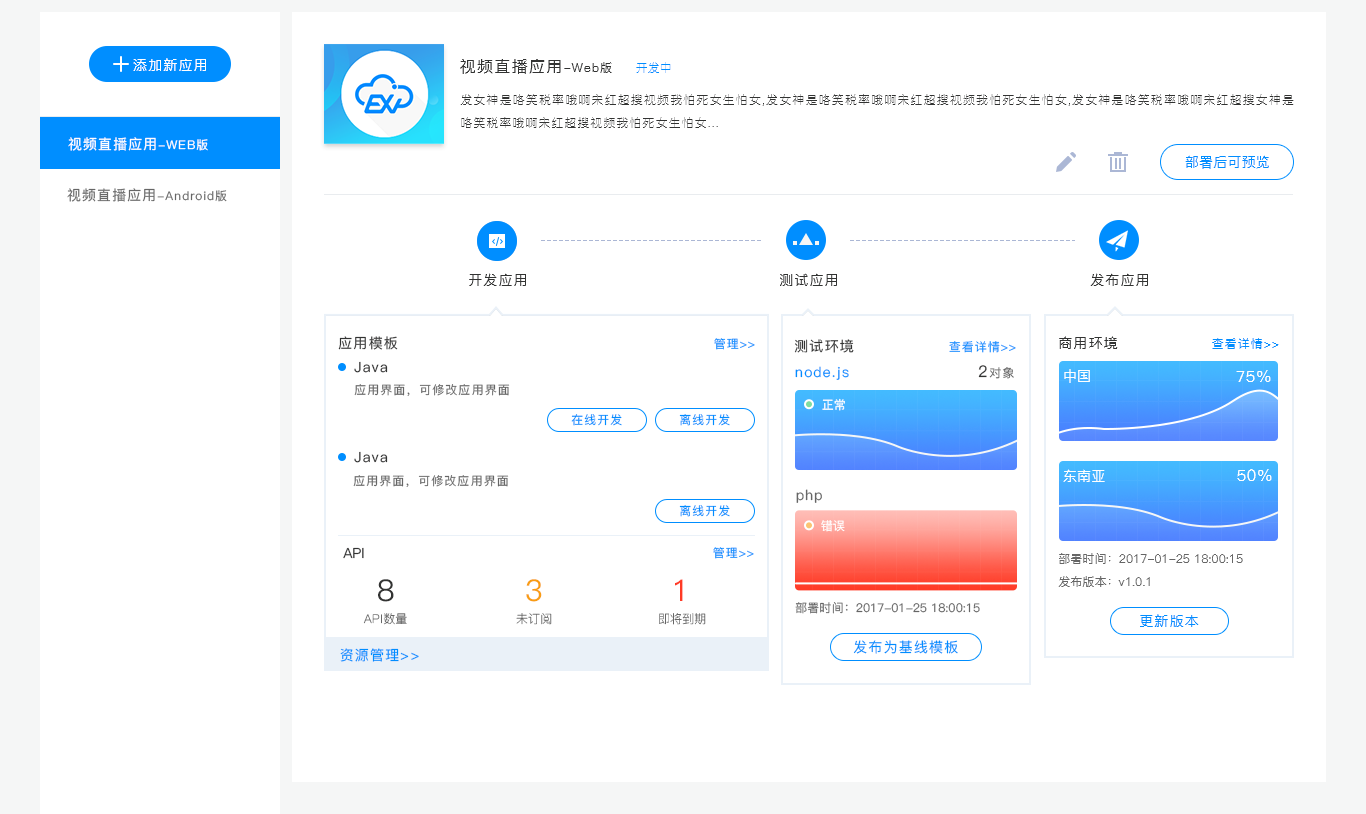 添加新应用
视频直播应用-WEB版
视频直播应用-Android版
EXP
视频直播应用-Web版 开发中
发女神是咯笑税率哦啊宋红超搜视频我怕死女生怕女,发女神是咯笑税率哦啊宋红超搜视频我怕死女生怕女,发女神是咯笑税率哦啊宋红超搜女神是
咯笑税率哦啊宋红超搜视频我怕死女生怕女...
部署后可预览
开发应用
测试应用
发布应用
应用模板 管理>>
Java
应用界面，可修改应用界面
在线开发 离线开发
Java
应用界面，可修改应用界面
离线开发
API 管理>>
8 3 1
API数量 未订阅 即将到期
资源管理>>
测试环境 查看详情>>
node.js 2对象
正常
php
错误
部署时间：2017-01-25 18:00:15
发布为基线模板
商用环境 查看详情>>
中国 75%
东南亚 50%
部署时间：2017-01-25 18:00:15
发布版本：v1.0.1
更新版本